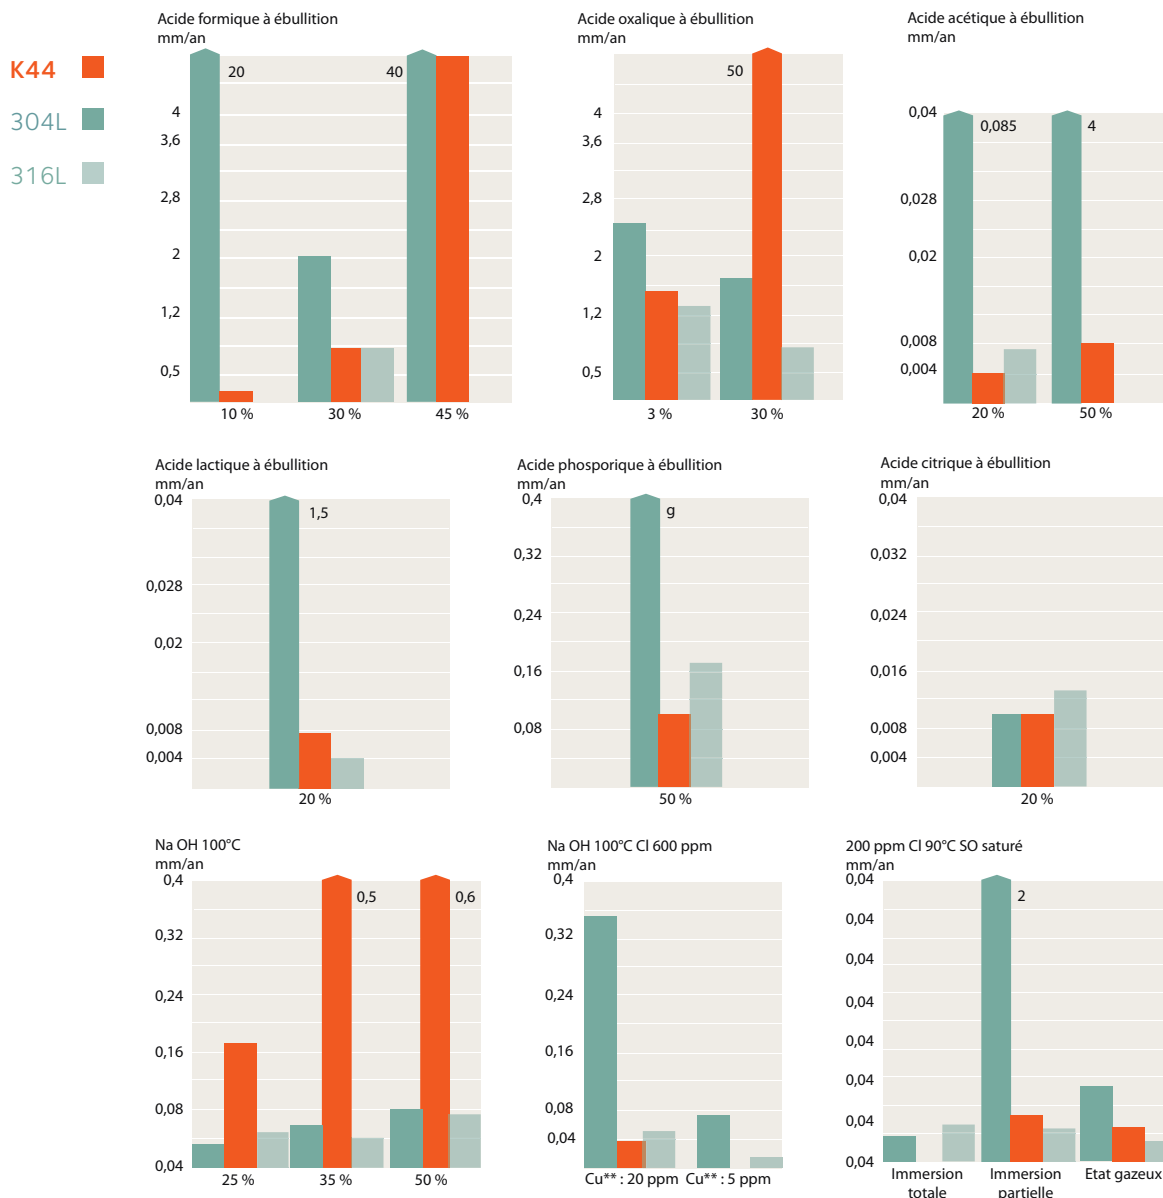 K44
304L
316L
Acide formique à ébullition
mm/an
20
40
4
3,6
2,8
2
1,2
0,5
10 %
30 %
45 %
Acide oxalique à ébullition
mm/an
50
4
3,6
2,8
2
1,2
0,5
3 %
30 %
Acide acétique à ébullition
mm/an
0,04
0,085
4
0,028
0,02
0,008
0,004
20 %
50 %
Acide lactique à ébullition
mm/an
0,04
1,5
0,028
0,02
0,008
0,004
20 %
Acide phosporique à ébullition
mm/an
0,4
g
0,32
0,24
0,16
0,08
50 %
Acide citrique à ébullition
mm/an
0,04
0,032
0,024
0,016
0,008
0,004
20 %
Na OH 100°C
mm/an
0,4
0,5
0,6
0,32
0,24
0,16
0,08
0,04
25 %
35 %
50 %
Na OH 100°C Cl 600 ppm
mm/an
0,4
0,32
0,24
0,16
0,08
0,04
Cu** : 20 ppm
Cu** : 5 ppm
200 ppm Cl 90°C SO saturé
mm/an
0,04
2
0,04
0,04
0,04
0,04
0,04
0,04
0,04
Immersion
totale
Immersion
partielle
Etat gazeux